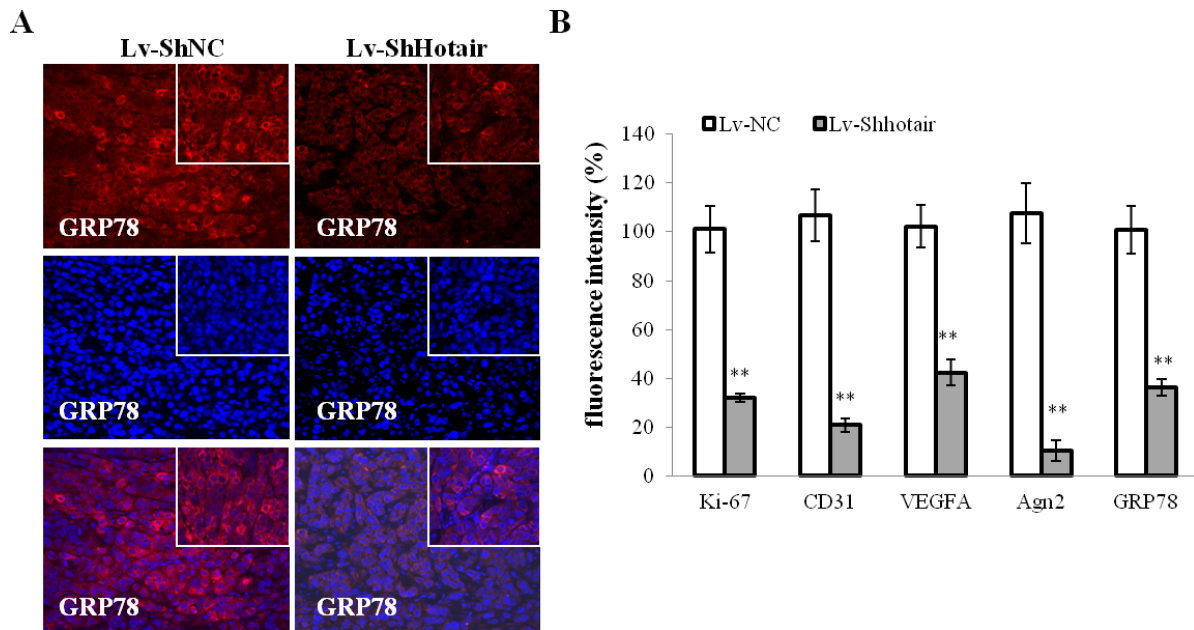 A
Lv-ShNC Lv-ShHotair
GRP78 GRP78
GRP78 GRP78
GRP78 GRP78
B
Lv-NC Lv-Shhotair
fluorescence intensity (%)
140
120
100
80
60
40
20
0
** ** ** ** **
Ki-67 CD31 VEGFA Agn2 GRP78